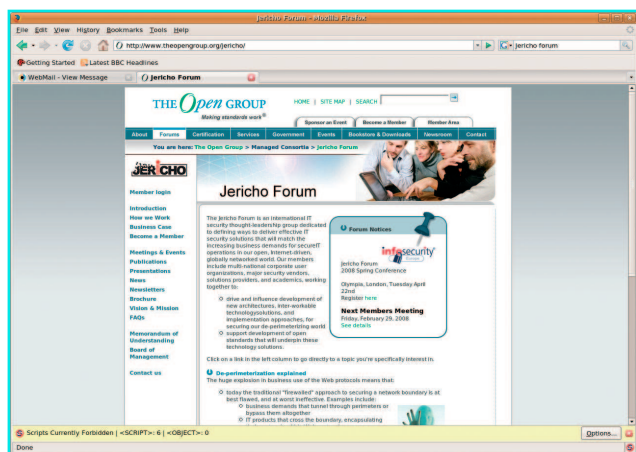 Jericho Forum - Mozilla Firefox
File Edit View History Bookmarks Tools Help
http://www.theopengroup.org/jericho/
jericho forum
Getting Started Latest BBC Headlines
WebMail - View Message
Jericho Forum
THE Open GROUP
Making standards work®
HOME | SITE MAP | SEARCH
Sponsor an Event Become a Member Member Area
About Forums Certification Services Government Events Bookstore & Downloads Newsroom Contact
You are here: The Open Group > Managed Consortia > Jericho Forum
the JERICHO
Jericho Forum
Member login
Introduction
How we Work
Business Case
Become a Member
Meetings & Events
Publications
Presentations
News
Newsletters
Brochure
Vision & Mission
FAQs
Memorandum of
Understanding
Board of
Management
Contact us
The Jericho Forum is an international IT
security thought-leadership group dedicated
to defining ways to deliver effective IT
security solutions that will match the
increasing business demands for secureIT
operations in our open, Internet-driven,
globally networked world. Our members
include multi-national corporate user
organizations, major security vendors,
solutions providers, and academics, working
together to:
drive and influence development of
new architectures, inter-workable
technologysolutions, and
implementation approaches, for
securing our de-perimeterizing world
support development of open
standards that will underpin these
technology solutions.
Forum Notices
infosecurity
Europe
Jericho Forum
2008 Spring Conference
Olympia, London, Tuesday April
22nd
Register here
Next Members Meeting
Friday, February 29, 2008
See details
Click on a link in the left column to go directly to a topic you're specifically interest in.
De-perimeterization explained
The huge explosion in business use of the Web protocols means that:
today the traditional "firewalled" approach to securing a network boundary is at
best flawed, and at worst ineffective. Examples include:
business demands that tunnel through perimeters or
bypass them altogether
IT products that cross the boundary, encapsulating
Scripts Currently Forbidden | <SCRIPT>: 6 | <OBJECT>: 0
Options...
Done